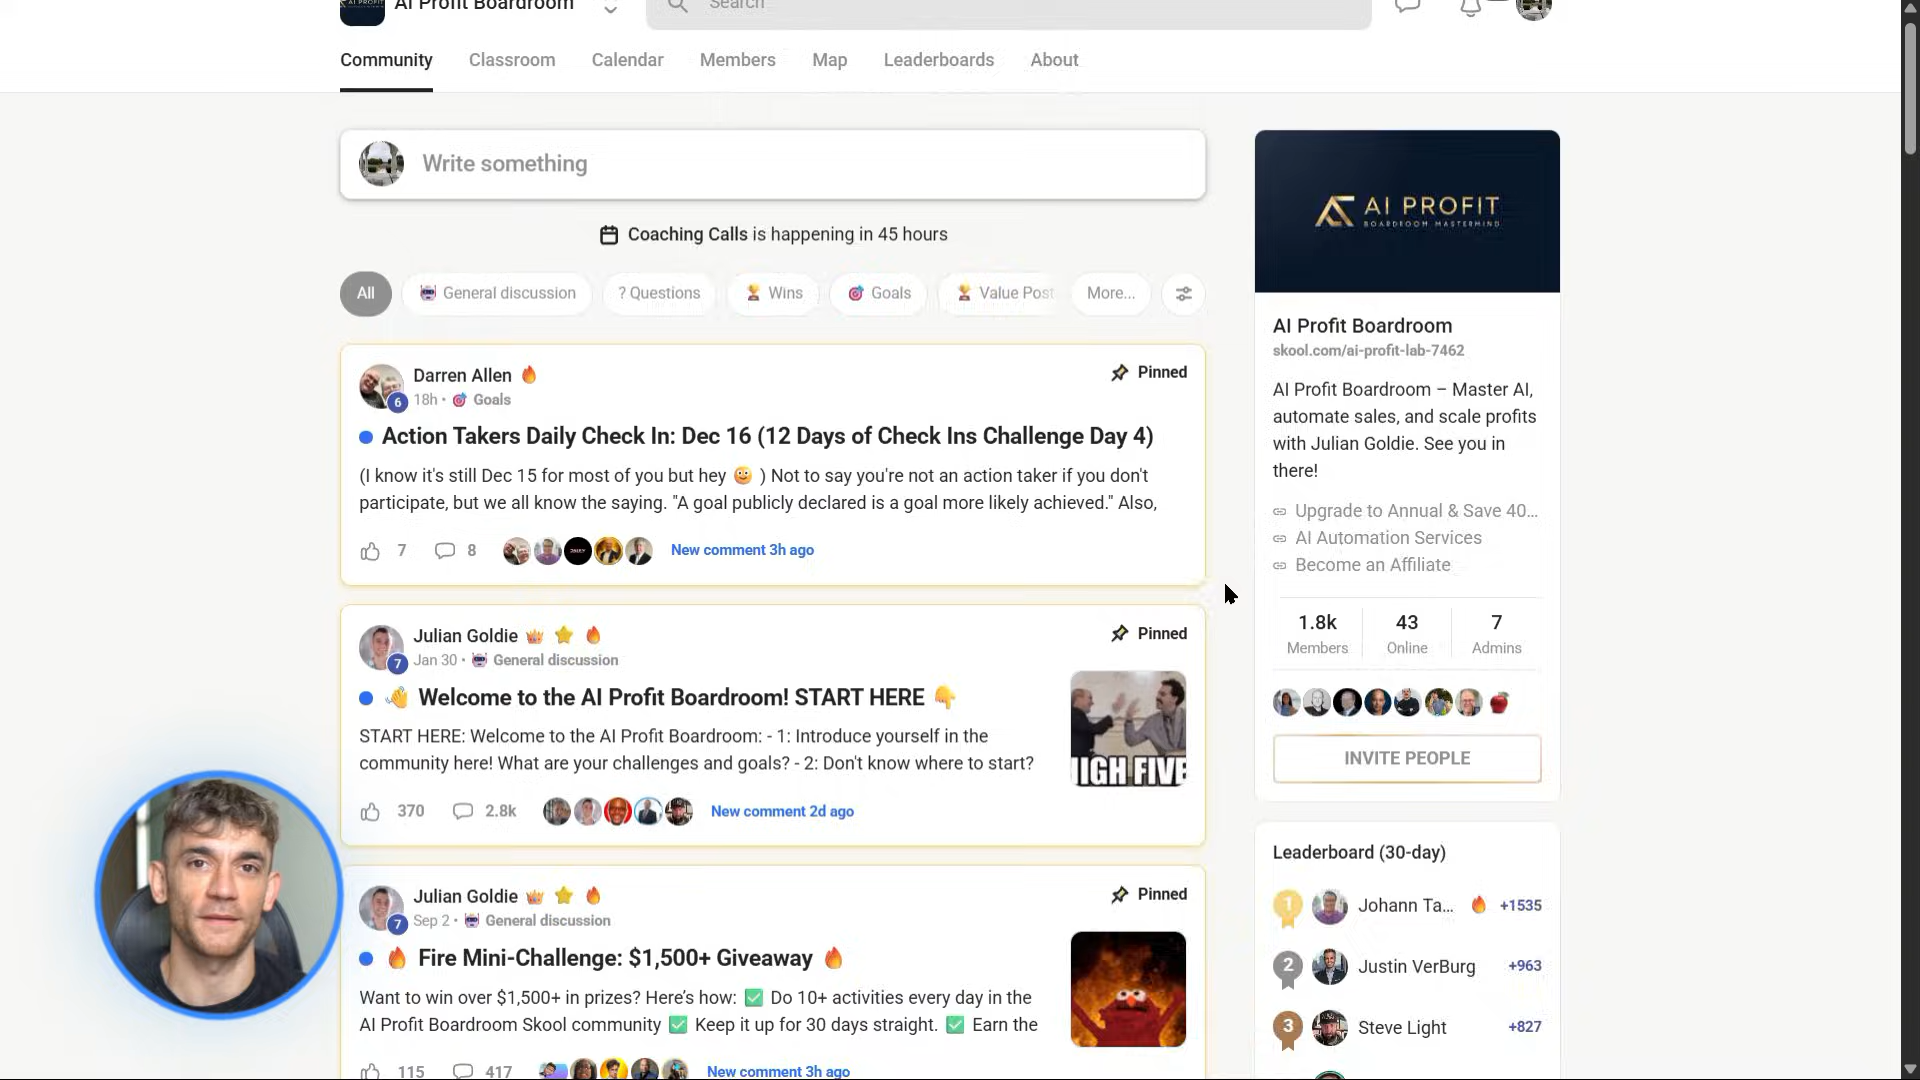 AI Profit Boardroom
Search
Community Classroom Calendar Members Map Leaderboards About
Write something
Coaching Calls is happening in 45 hours
All General discussion ? Questions Wins Goals Value Post More...
Darren Allen
Pinned
6
18h • Goals
Action Takers Daily Check In: Dec 16 (12 Days of Check Ins Challenge Day 4)
(I know it's still Dec 15 for most of you but hey 🙂 ) Not to say you're not an action taker if you don't
participate, but we all know the saying. "A goal publicly declared is a goal more likely achieved." Also,
7 8 New comment 3h ago
Julian Goldie
Pinned
7
Jan 30 • General discussion
👋 Welcome to the AI Profit Boardroom! START HERE 👇
START HERE: Welcome to the AI Profit Boardroom: - 1: Introduce yourself in the
community here! What are your challenges and goals? - 2: Don't know where to start?
HIGH FIVE
370 2.8k New comment 2d ago
Julian Goldie
Pinned
7
Sep 2 • General discussion
🔥 Fire Mini-Challenge: $1,500+ Giveaway 🔥
Want to win over $1,500+ in prizes? Here’s how: ✅ Do 10+ activities every day in the
AI Profit Boardroom Skool community ✅ Keep it up for 30 days straight. ✅ Earn the
115 417 New comment 3h ago
AI PROFIT
BOARDROOM MASTERMIND
AI Profit Boardroom
skool.com/ai-profit-lab-7462
AI Profit Boardroom – Master AI,
automate sales, and scale profits
with Julian Goldie. See you in
there!
Upgrade to Annual & Save 40...
AI Automation Services
Become an Affiliate
1.8k 43 7
Members Online Admins
INVITE PEOPLE
Leaderboard (30-day)
1 Johann Ta... +1535
2 Justin VerBurg +963
3 Steve Light +827